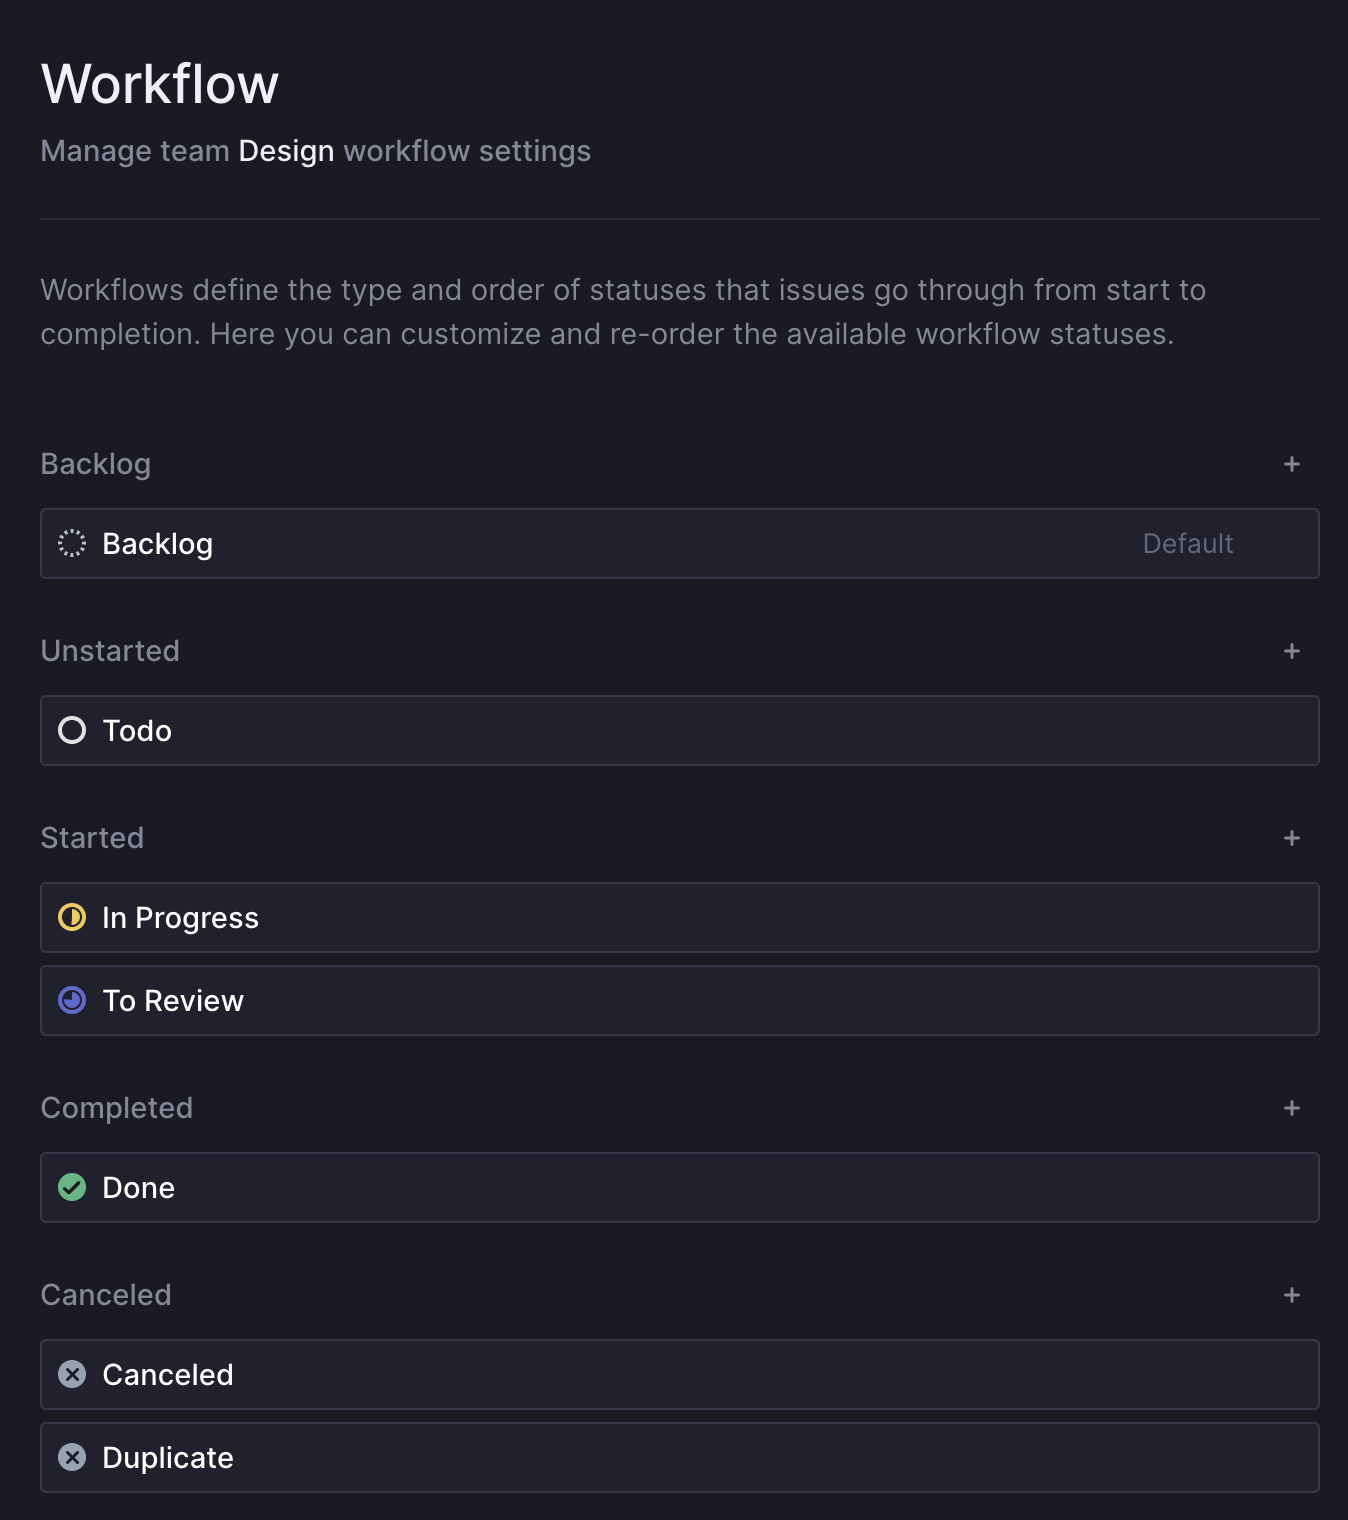 Workflow
Manage team Design workflow settings
Workflows define the type and order of statuses that issues go through from start to
completion. Here you can customize and re-order the available workflow statuses.
Backlog
Backlog Default
Unstarted
Todo
Started
In Progress
To Review
Completed
Done
Canceled
Canceled
Duplicate